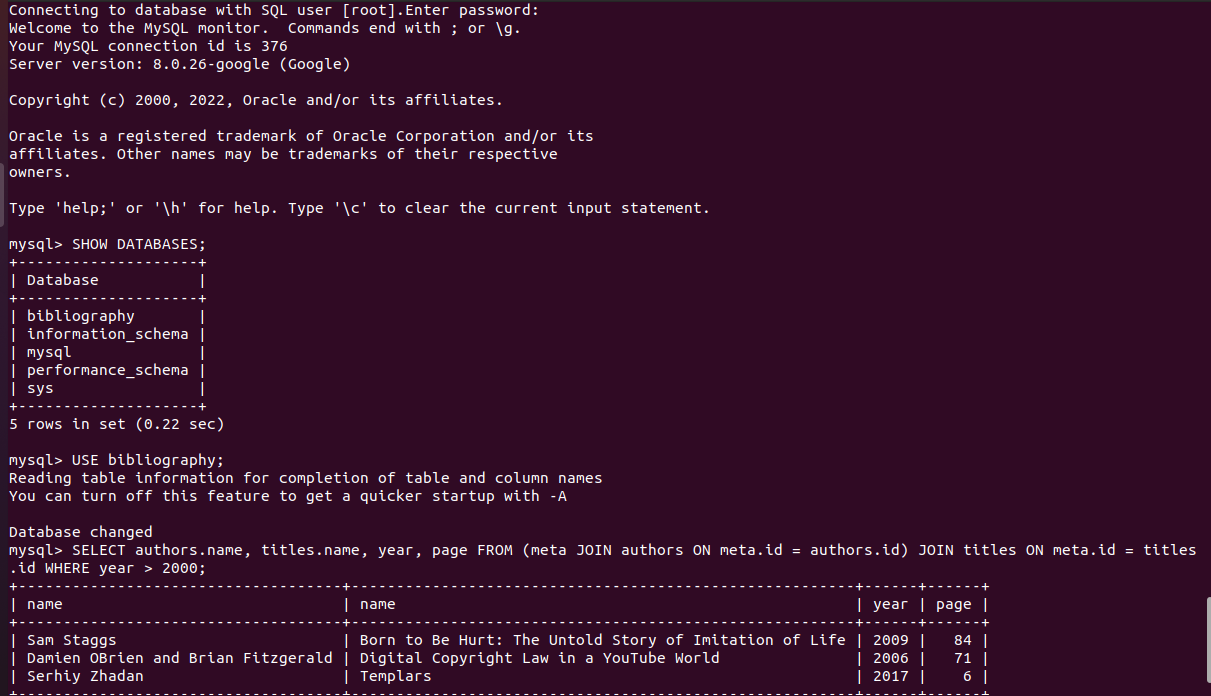 Connecting to database with SQL user [root].Enter password:
Welcome to the MySQL monitor.  Commands end with ; or \g.
Your MySQL connection id is 376
Server version: 8.0.26-google (Google)

Copyright (c) 2000, 2022, Oracle and/or its affiliates.

Oracle is a registered trademark of Oracle Corporation and/or its
affiliates. Other names may be trademarks of their respective
owners.

Type 'help;' or '\h' for help. Type '\c' to clear the current input statement.

mysql> SHOW DATABASES;
+--------------------+
| Database           |
+--------------------+
| bibliography       |
| information_schema |
| mysql              |
| performance_schema |
| sys                |
+--------------------+
5 rows in set (0.22 sec)

mysql> USE bibliography;
Reading table information for completion of table and column names
You can turn off this feature to get a quicker startup with -A

Database changed
mysql> SELECT authors.name, titles.name, year, page FROM (meta JOIN authors ON meta.id = authors.id) JOIN titles ON meta.id = titles
.id WHERE year > 2000;
+------------------------------------+--------------------------------------------------------+------+------+
| name                               | name                                                   | year | page |
+------------------------------------+--------------------------------------------------------+------+------+
| Sam Staggs                         | Born to Be Hurt: The Untold Story of Imitation of Life | 2009 |   84 |
| Damien OBrien and Brian Fitzgerald | Digital Copyright Law in a YouTube World               | 2006 |   71 |
| Serhiy Zhadan                      | Templars                                               | 2017 |    6 |
+------------------------------------+--------------------------------------------------------+------+------+